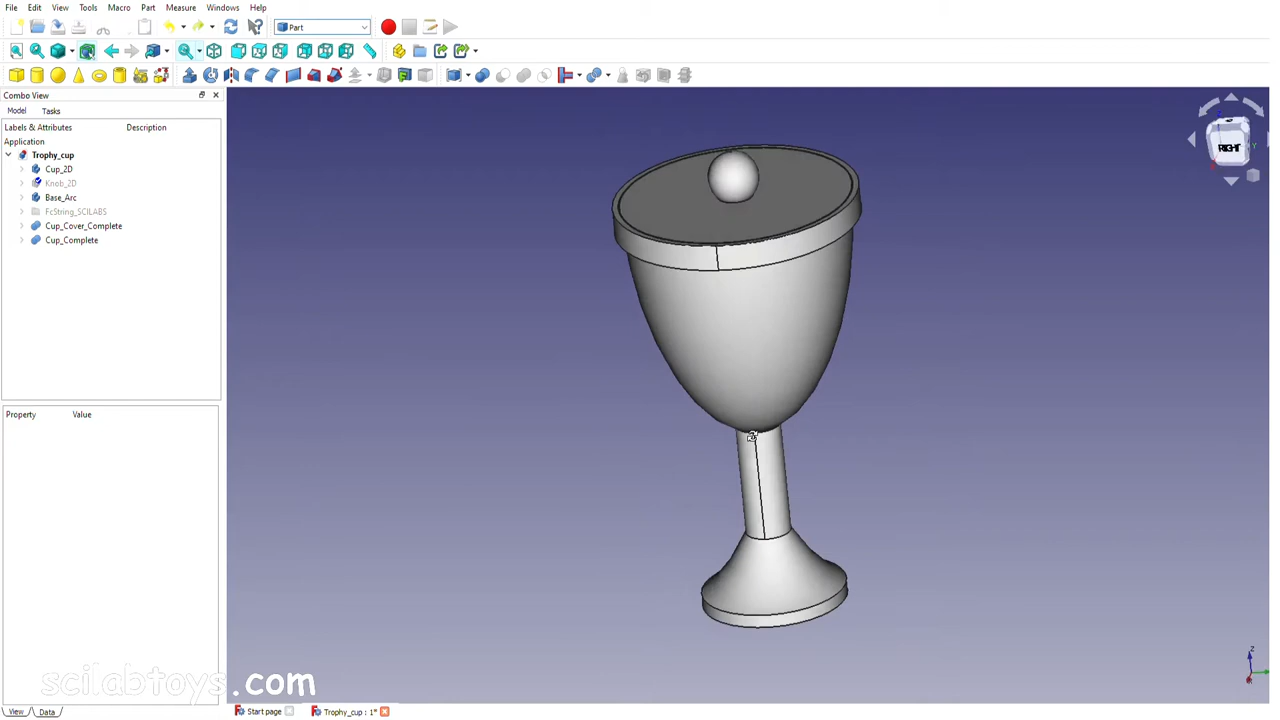 File Edit View Tools Macro Part Measure Windows Help
Part
Combo View
Model Tasks
Labels & Attributes Description
Application
Trophy_cup
Cup_2D
Knob_2D
Base_Arc
FcString_SCILABS
Cup_Cover_Complete
Cup_Complete
Property Value
RIGHT
Z
Y
scilabtoys.com
View Data
Start page
Trophy_cup : 1*